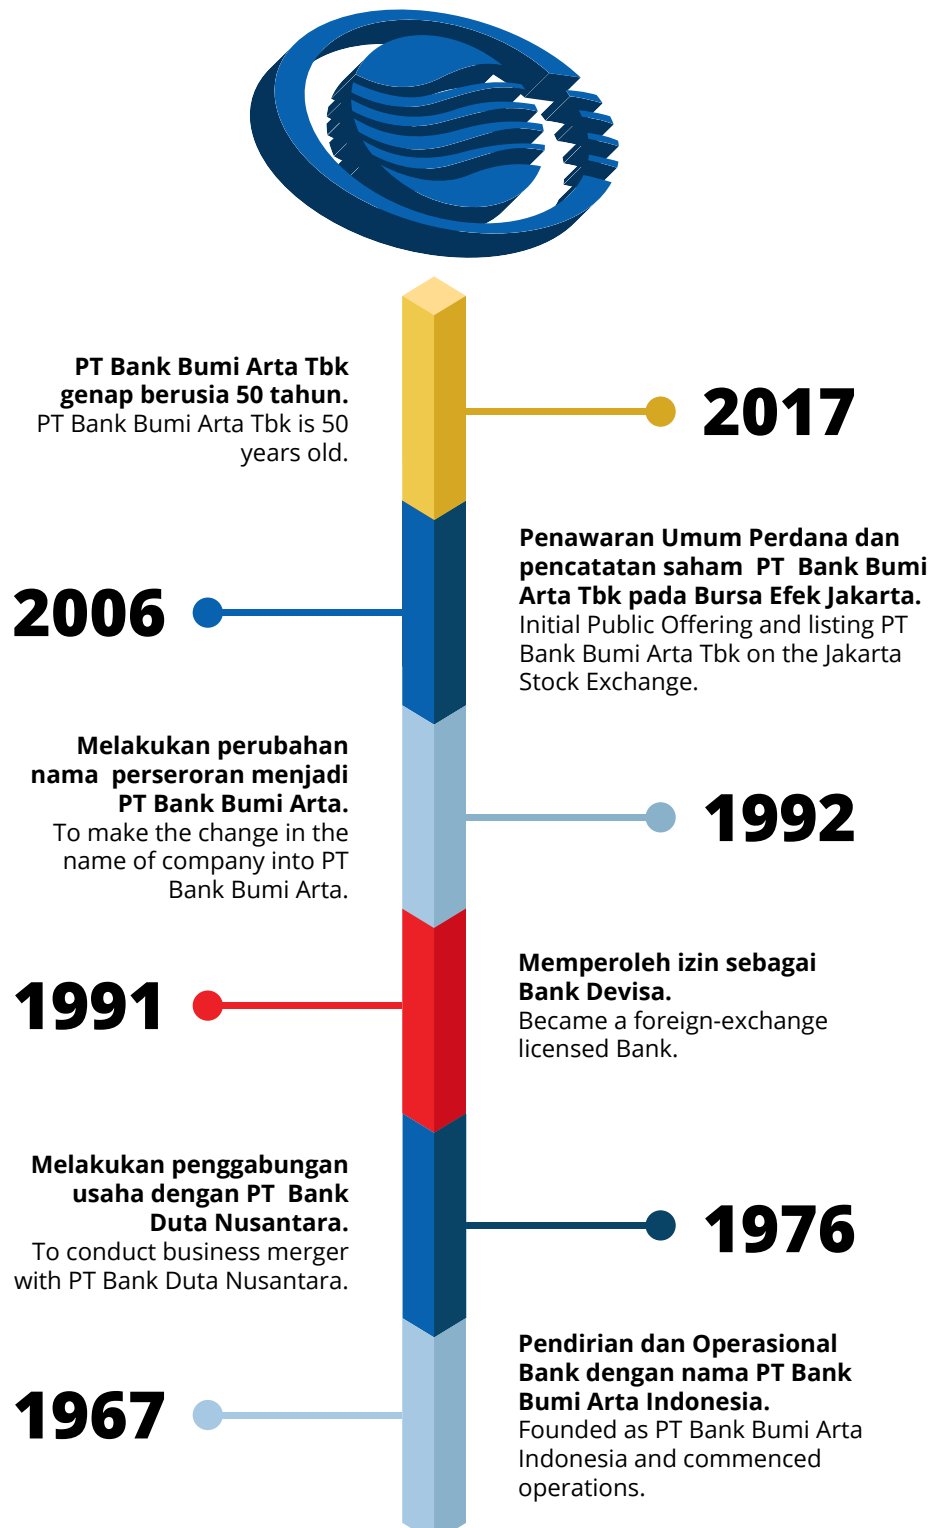 PT Bank Bumi Arta Tbk
genap berusia 50 tahun.
PT Bank Bumi Arta Tbk is 50
years old.
2017
2006
Penawaran Umum Perdana dan
pencatatan saham PT Bank Bumi
Arta Tbk pada Bursa Efek Jakarta.
Initial Public Offering and listing PT
Bank Bumi Arta Tbk on the Jakarta
Stock Exchange.
Melakukan perubahan
nama perseroran menjadi
PT Bank Bumi Arta.
To make the change in the
name of company into PT
Bank Bumi Arta.
1992
1991
Memperoleh izin sebagai
Bank Devisa.
Became a foreign-exchange
licensed Bank.
Melakukan penggabungan
usaha dengan PT Bank
Duta Nusantara.
To conduct business merger
with PT Bank Duta Nusantara.
1976
1967
Pendirian dan Operasional
Bank dengan nama PT Bank
Bumi Arta Indonesia.
Founded as PT Bank Bumi Arta
Indonesia and commenced
operations.